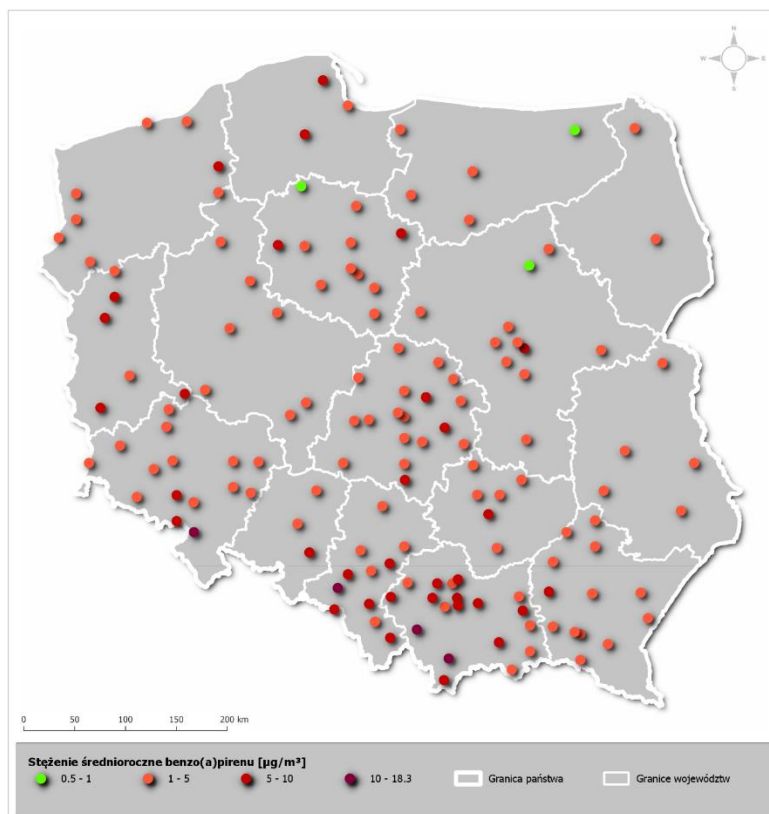 N
W E
S
0 50 100 150 200 km
Stężenie średnioroczne benzo(a)pirenu [µg/m³]
0.5 - 1 1 - 5 5 - 10 10 - 18.3 Granica państwa Granice województw